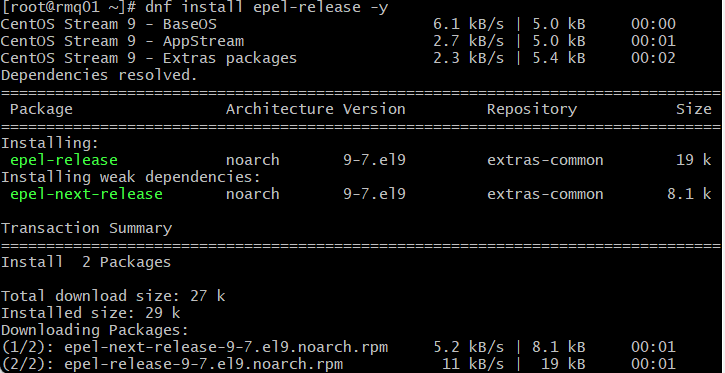 [root@rmq01 ~]# dnf install epel-release -y
CentOS Stream 9 - BaseOS                        6.1 kB/s | 5.0 kB     00:00
CentOS Stream 9 - AppStream                     2.7 kB/s | 5.0 kB     00:01
CentOS Stream 9 - Extras packages               2.3 kB/s | 5.4 kB     00:02
Dependencies resolved.
================================================================================
 Package                 Architecture Version         Repository           Size
================================================================================
Installing:
 epel-release            noarch       9-7.el9         extras-common        19 k
Installing weak dependencies:
 epel-next-release       noarch       9-7.el9         extras-common       8.1 k
Transaction Summary
================================================================================
Install  2 Packages
Total download size: 27 k
Installed size: 29 k
Downloading Packages:
(1/2): epel-next-release-9-7.el9.noarch.rpm     5.2 kB/s | 8.1 kB     00:01
(2/2): epel-release-9-7.el9.noarch.rpm           11 kB/s |  19 kB     00:01